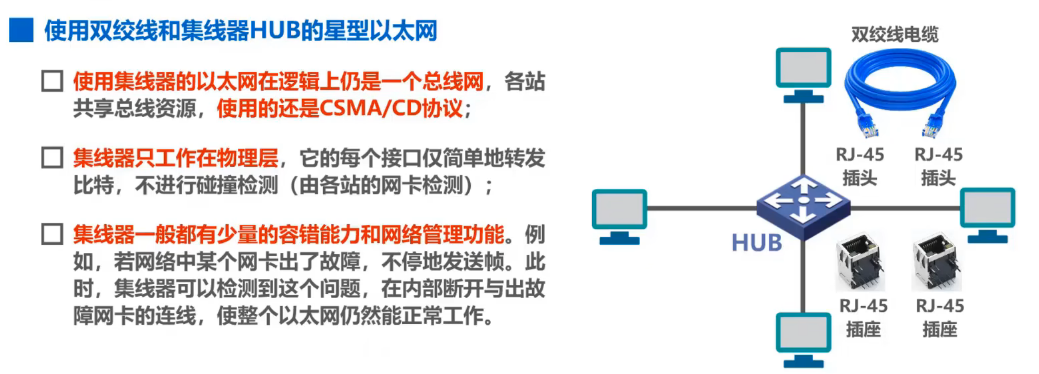 使用双绞线和集线器HUB的星型以太网
使用集线器的以太网在逻辑上仍是一个总线网，各站
共享总线资源，使用的还是CSMA/CD协议；
集线器只工作在物理层，它的每个接口仅简单地转发
比特，不进行碰撞检测（由各站的网卡检测）；
集线器一般都有少量的容错能力和网络管理功能。例
如，若网络中某个网卡出了故障，不停地发送帧。此
时，集线器可以检测到这个问题，在内部断开与出故
障网卡的连线，使整个以太网仍然能正常工作。
双绞线电缆
RJ-45
插头
RJ-45
插头
HUB
RJ-45
插座
RJ-45
插座